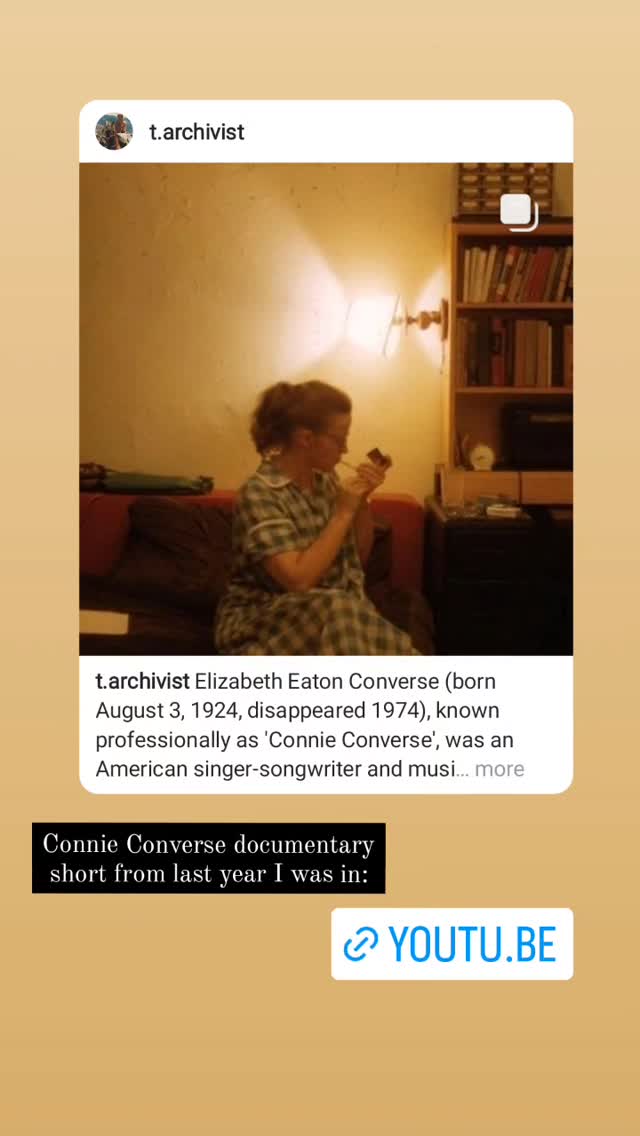 t.archivist
t.archivist Elizabeth Eaton Converse (born
August 3, 1924, disappeared 1974), known
professionally as 'Connie Converse', was an
American singer-songwriter and musi... more
Connie Converse documentary
short from last year I was in:
YOUTU.BE